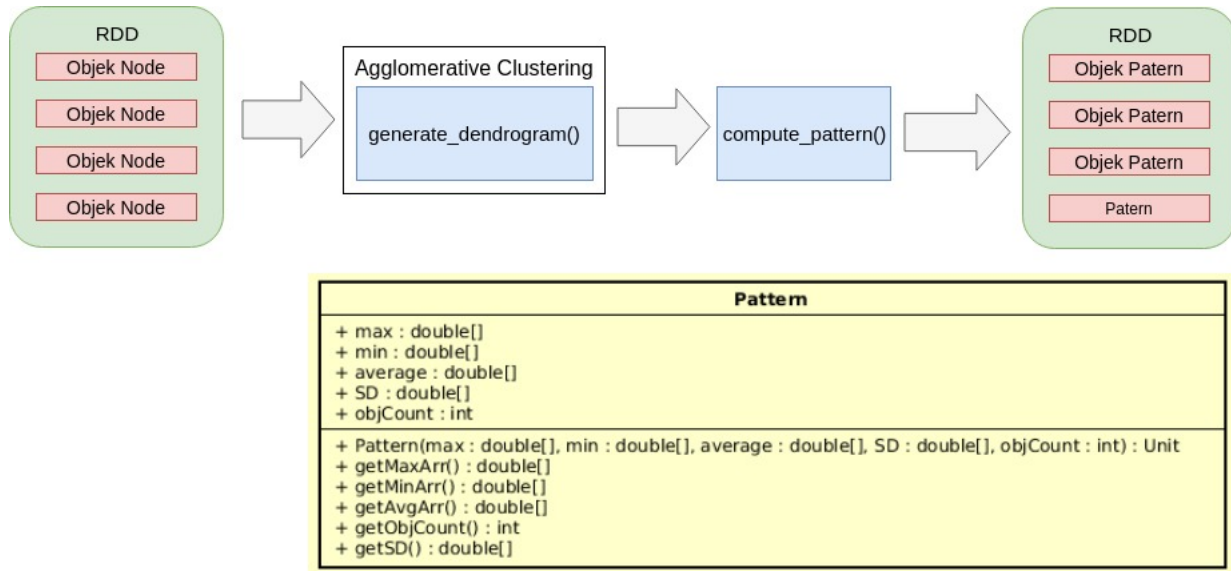 RDD
Objek Node
Objek Node
Objek Node
Objek Node
Agglomerative Clustering
generate_dendrogram()
compute_pattern()
RDD
Objek Patern
Objek Patern
Objek Patern
Patern
Pattern
+ max : double[]
+ min : double[]
+ average : double[]
+ SD : double[]
+ objCount : int
+ Pattern(max : double[], min : double[], average : double[], SD : double[], objCount : int) : Unit
+ getMaxArr() : double[]
+ getMinArr() : double[]
+ getAvgArr() : double[]
+ getObjCount() : int
+ getSD() : double[]